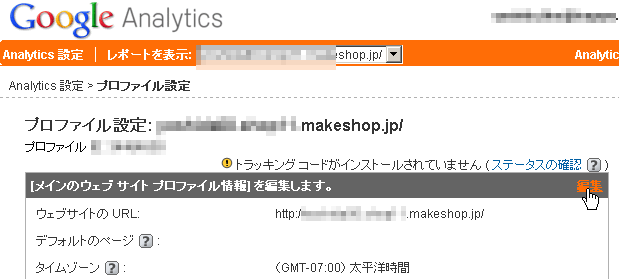 Google Analytics
Analytics 設定 | レポートを表示: shop.jp/ Analytic
Analytics 設定 > プロファイル設定
プロファイル設定: makeshop.jp/
プロファイル
トラッキング コードがインストールされていません (ステータスの確認 ?)
[メインのウェブ サイト プロファイル情報] を編集します。 編集
ウェブサイトの URL: http:/ .makeshop.jp/
デフォルトのページ ? :
タイムゾーン ? : (GMT-07:00) 太平洋時間